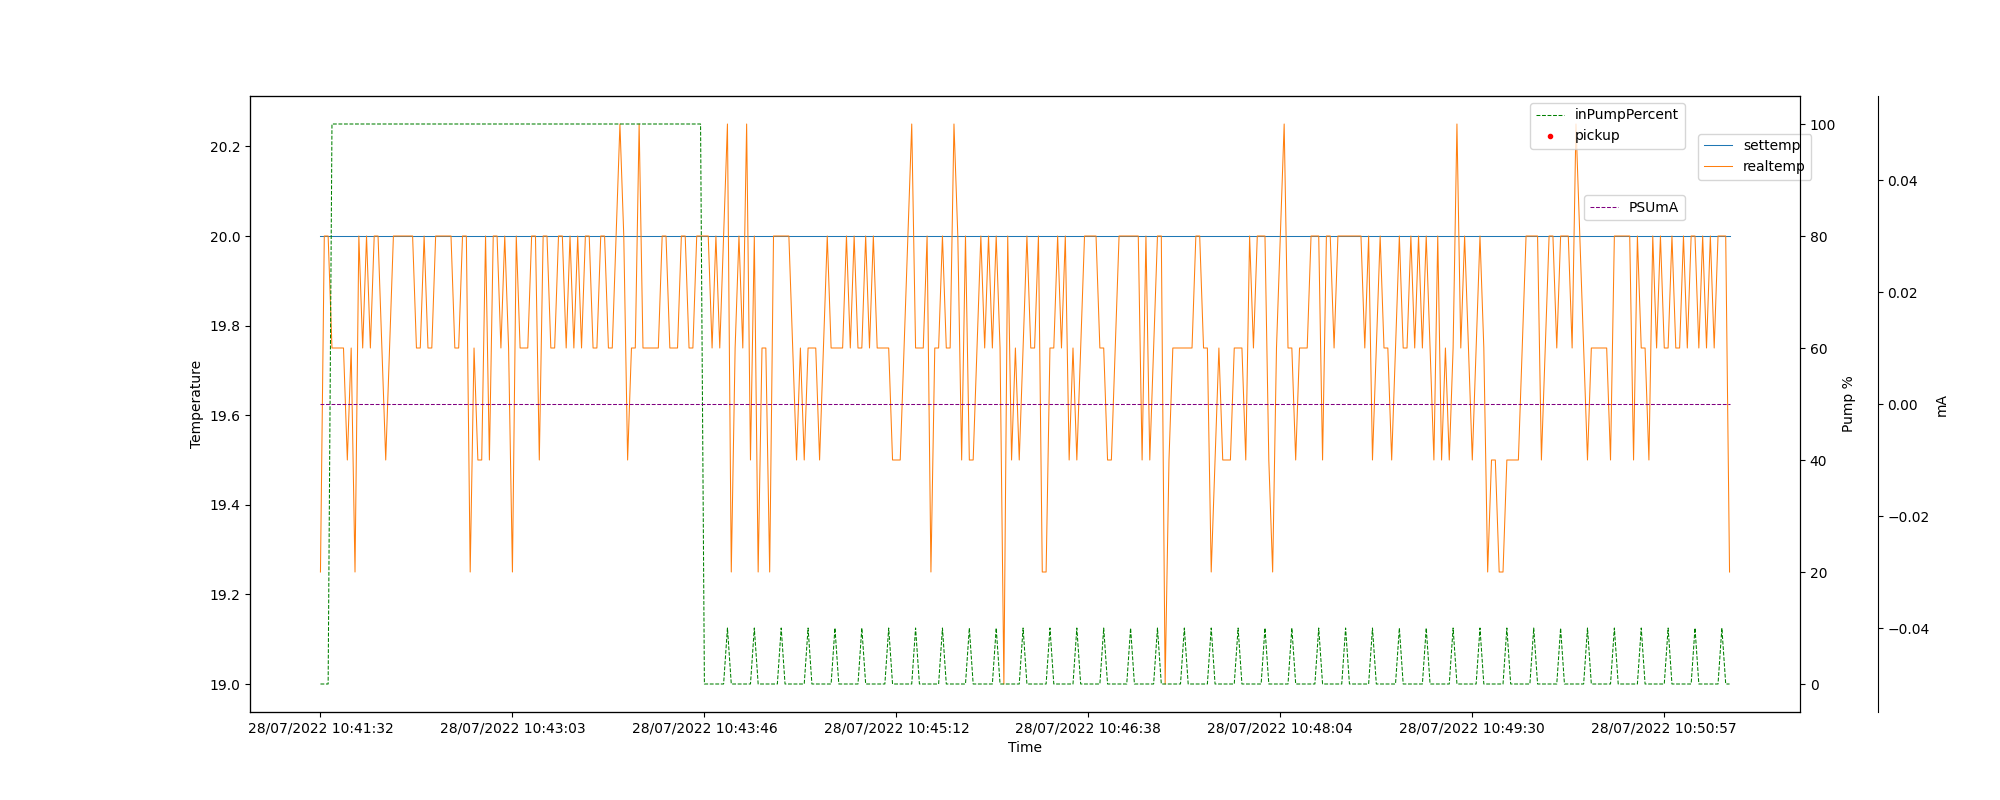 inPumpPercent
pickup
settemp
realtemp
PSUmA
20.2
20.0
19.8
19.6
19.4
19.2
19.0
Temperature
100
80
60
40
20
0
Pump %
0.04
0.02
0.00
−0.02
−0.04
mA
28/07/2022 10:41:32
28/07/2022 10:43:03
28/07/2022 10:43:46
28/07/2022 10:45:12
28/07/2022 10:46:38
28/07/2022 10:48:04
28/07/2022 10:49:30
28/07/2022 10:50:57
Time